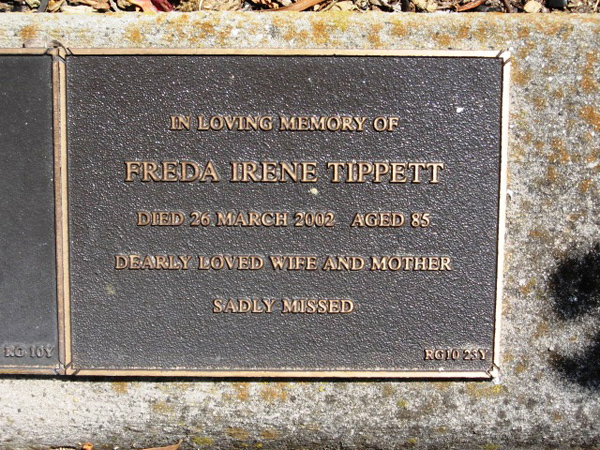 IN LOVING MEMORY OF
FREDA IRENE TIPPETT
DIED 26 MARCH 2002 AGED 85
DEARLY LOVED WIFE AND MOTHER
SADLY MISSED
RG 10Y
RG10 23Y